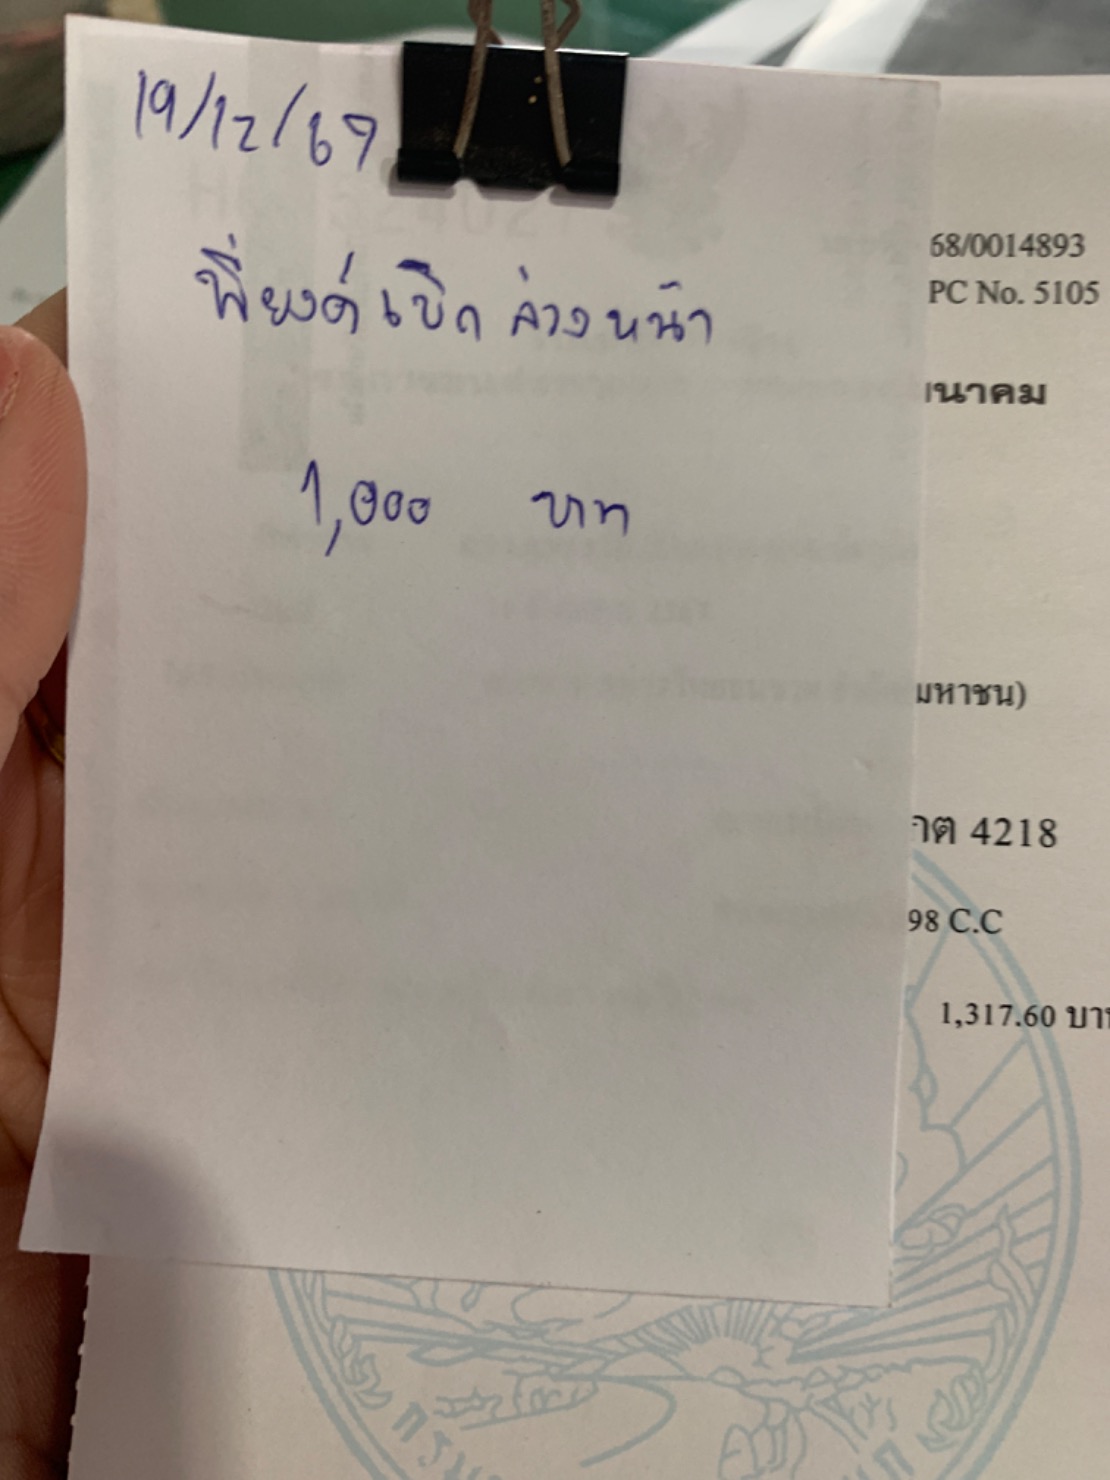 19/12/67
พี่ยงค์ เบิก ล่วงหน้า
1,000 บาท
68/0014893
PC No. 5105
นาคม
มหาชน)
าต 4218
98 C.C
1,317.60 บาท